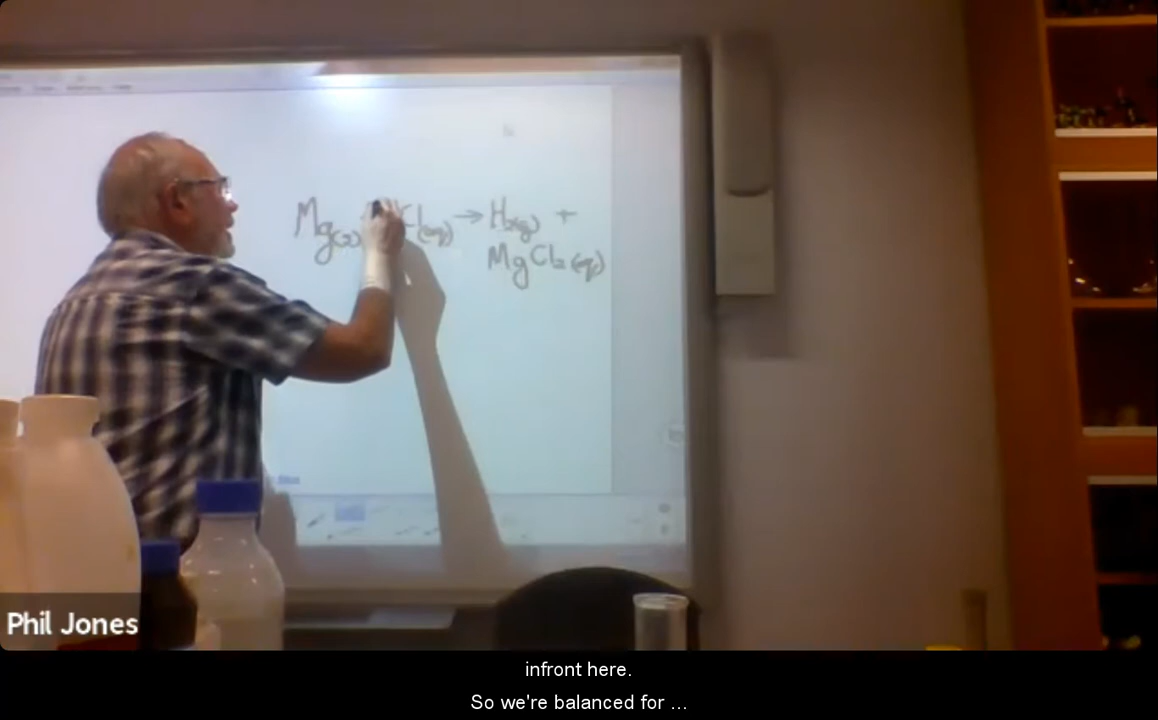 Mg(s) Cl(aq) → H2(g) +
MgCl2(aq)
Phil Jones
infront here.
So we're balanced for ...